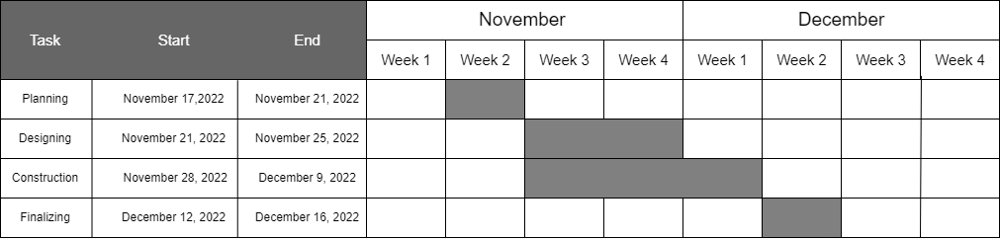 Task Start End November December
Week 1 Week 2 Week 3 Week 4 Week 1 Week 2 Week 3 Week 4
Planning November 17,2022 November 21, 2022
Designing November 21, 2022 November 25, 2022
Construction November 28, 2022 December 9, 2022
Finalizing December 12, 2022 December 16, 2022